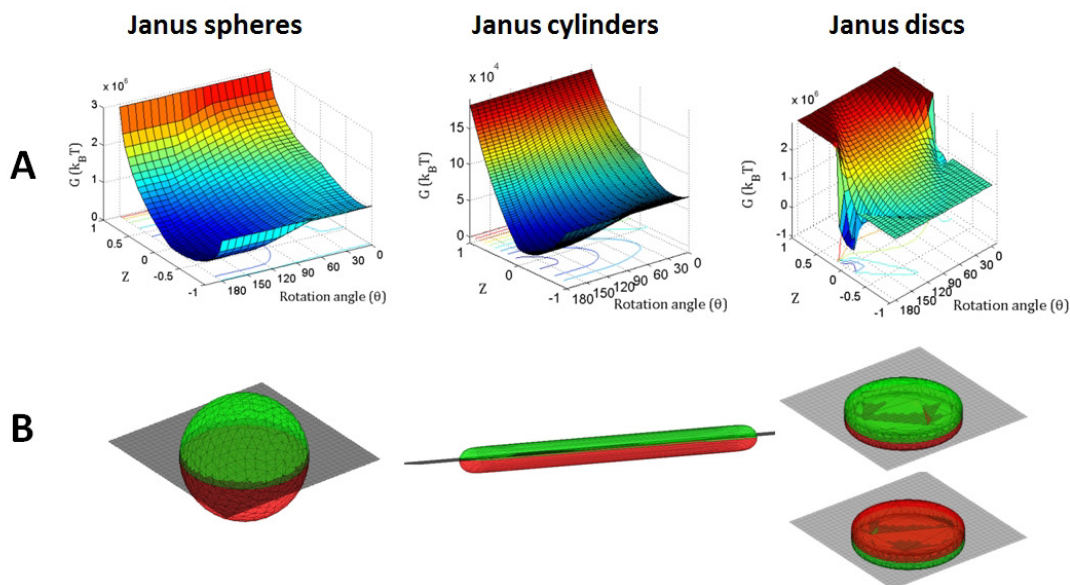 Janus spheres
Janus cylinders
Janus discs
A
x 10⁶
3
2
1
0
G (k_BT)
1
0.5
0
-0.5
-1
Z
180
150
120
90
60
30
0
Rotation angle (θ)
x 10⁴
15
10
5
0
G (k_BT)
1
0
-1
Z
180
150
120
90
60
30
0
Rotation angle (θ)
x 10⁶
2
1
0
-1
G (k_BT)
1
0.5
0
-0.5
-1
Z
180
150
120
90
60
30
0
Rotation angle (θ)
B